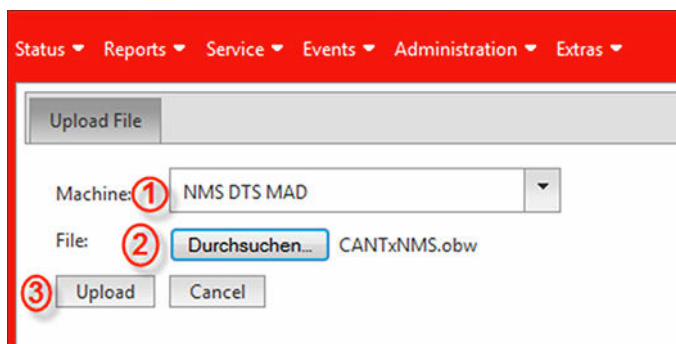 Status Reports Service Events Administration Extras
Upload File
Machine: 1 NMS DTS MAD
File: 2 Durchsuchen... CANTxNMS.obw
3 Upload Cancel